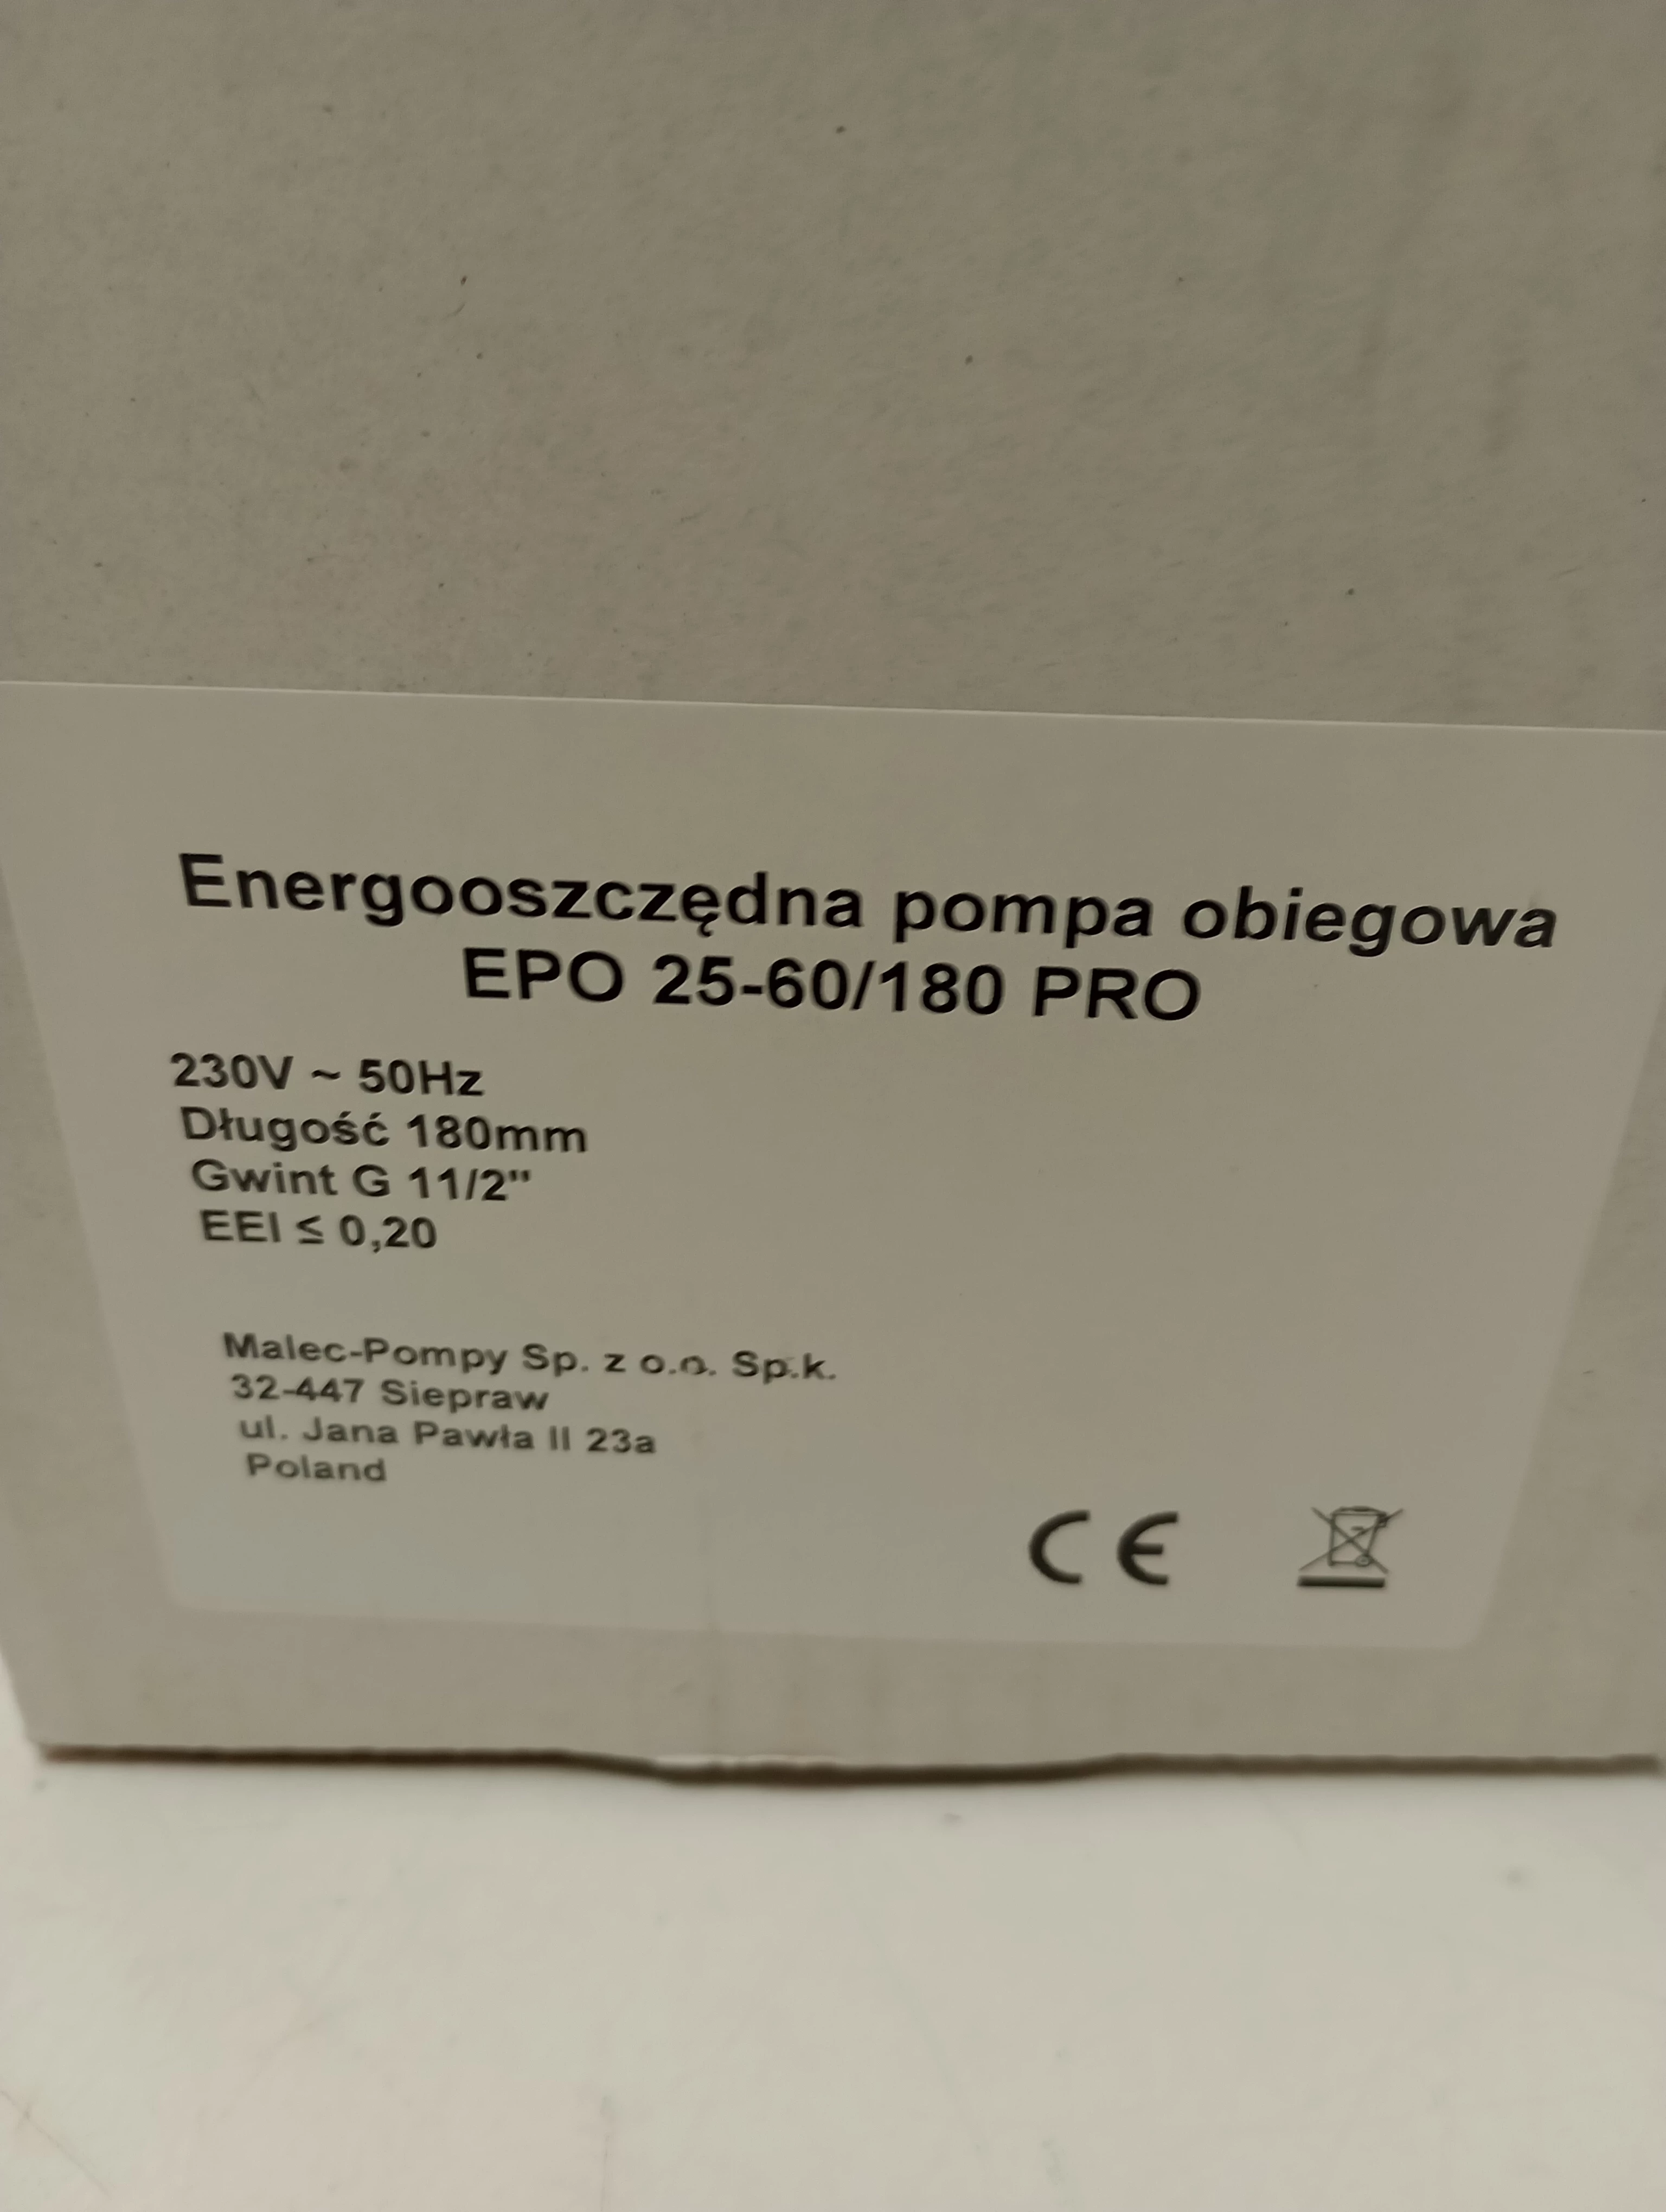 Energooszczędna pompa obiegowa
EPO 25-60/180 PRO
230V ~ 50Hz
Długość 180mm
Gwint G 11/2"
EEI ≤ 0,20
Malec-Pompy Sp. z o.o. Sp.k.
32-447 Siepraw
ul. Jana Pawła II 23a
Poland
CE